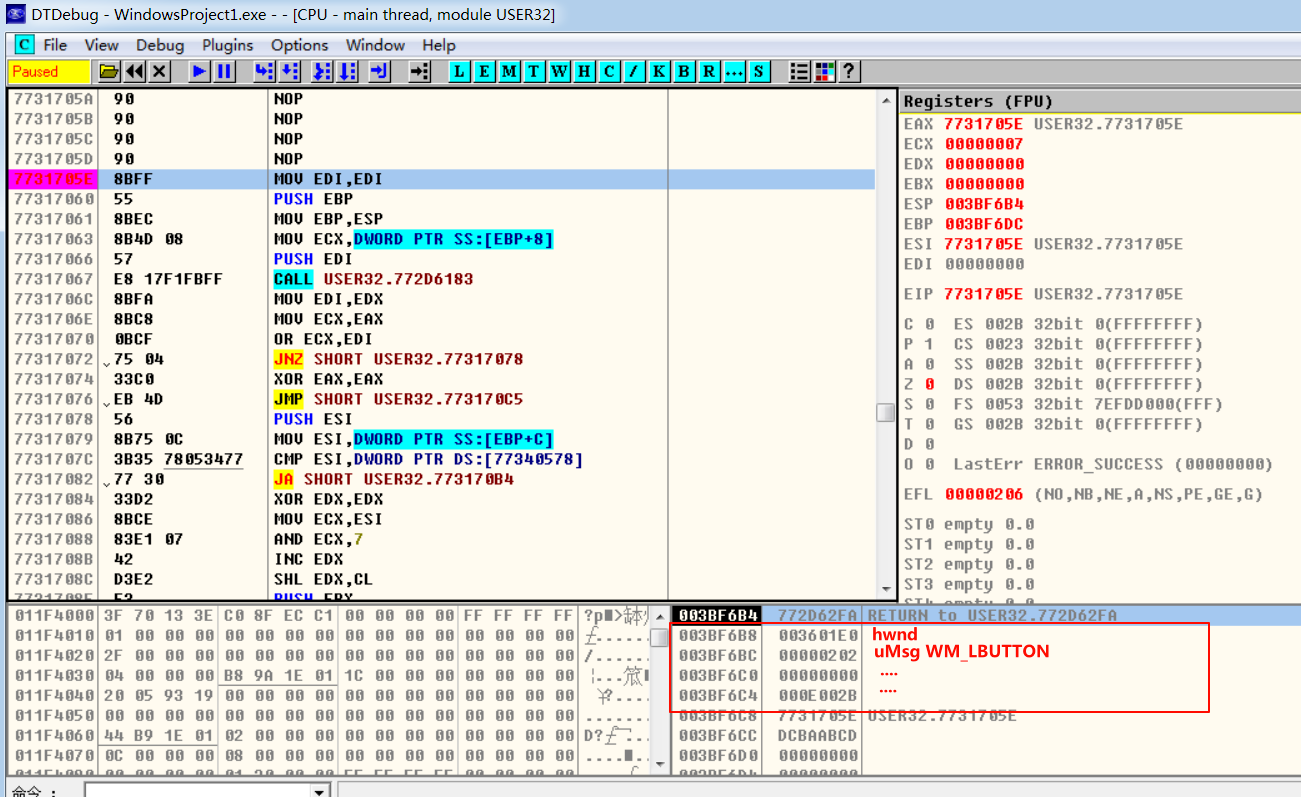 DTDebug - WindowsProject1.exe - - [CPU - main thread, module USER32]
C File View Debug Plugins Options Window Help
Paused L E M T W H C / K B R ... S ?
7731705A 90 NOP
7731705B 90 NOP
7731705C 90 NOP
7731705D 90 NOP
7731705E 8BFF MOV EDI,EDI
77317060 55 PUSH EBP
77317061 8BEC MOV EBP,ESP
77317063 8B4D 08 MOV ECX,DWORD PTR SS:[EBP+8]
77317066 57 PUSH EDI
77317067 E8 17F1FBFF CALL USER32.772D6183
7731706C 8BFA MOV EDI,EDX
7731706E 8BC8 MOV ECX,EAX
77317070 0BCF OR ECX,EDI
77317072 75 04 JNZ SHORT USER32.77317078
77317074 33C0 XOR EAX,EAX
77317076 EB 4D JMP SHORT USER32.773170C5
77317078 56 PUSH ESI
77317079 8B75 0C MOV ESI,DWORD PTR SS:[EBP+C]
7731707C 3B35 78053477 CMP ESI,DWORD PTR DS:[77340578]
77317082 77 30 JA SHORT USER32.773170B4
77317084 33D2 XOR EDX,EDX
77317086 8BCE MOV ECX,ESI
77317088 83E1 07 AND ECX,7
7731708B 42 INC EDX
7731708C D3E2 SHL EDX,CL
Registers (FPU)
EAX 7731705E USER32.7731705E
ECX 00000007
EDX 00000000
EBX 00000000
ESP 003BF6B4
EBP 003BF6DC
ESI 7731705E USER32.7731705E
EDI 00000000
EIP 7731705E USER32.7731705E
C 0 ES 002B 32bit 0(FFFFFFFF)
P 1 CS 0023 32bit 0(FFFFFFFF)
A 0 SS 002B 32bit 0(FFFFFFFF)
Z 0 DS 002B 32bit 0(FFFFFFFF)
S 0 FS 0053 32bit 7EFDD000(FFF)
T 0 GS 002B 32bit 0(FFFFFFFF)
D 0
O 0 LastErr ERROR_SUCCESS (00000000)
EFL 00000206 (NO,NB,NE,A,NS,PE,GE,G)
ST0 empty 0.0
ST1 empty 0.0
ST2 empty 0.0
ST3 empty 0.0
011F4000 3F 70 13 3E C0 8F EC C1 00 00 00 00 FF FF FF FF
011F4010 01 00 00 00 00 00 00 00 00 00 00 00 00 00 00 00
011F4020 2F 00 00 00 00 00 00 00 00 00 00 00 00 00 00 00
011F4030 04 00 00 00 B8 9A 1E 01 1C 00 00 00 00 00 00 00
011F4040 20 05 93 19 00 00 00 00 00 00 00 00 00 00 00 00
011F4050 00 00 00 00 00 00 00 00 00 00 00 00 00 00 00 00
011F4060 44 B9 1E 01 02 00 00 00 00 00 00 00 00 00 00 00
011F4070 0C 00 00 00 08 00 00 00 00 00 00 00 00 00 00 00
003BF6B4 772D62FA RETURN to USER32.772D62FA
003BF6B8 003601E0 hwnd
003BF6BC 00000202 uMsg WM_LBUTTON
003BF6C0 00000000 ....
003BF6C4 000E002B ....
003BF6C8 7731705E USER32.7731705E
003BF6CC DCBAABCD
003BF6D0 00000000
命令 :